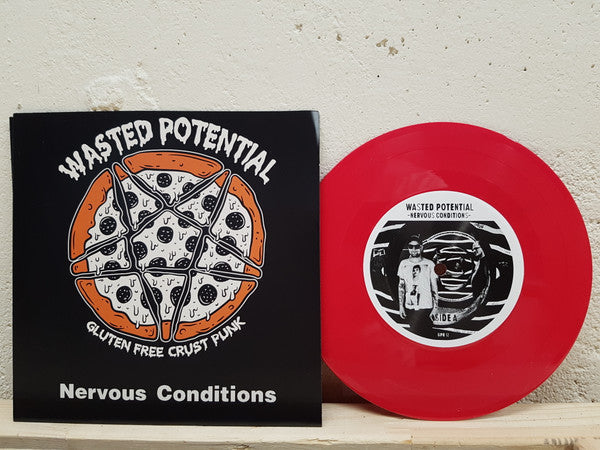 WASTED POTENTIAL
GLUTEN FREE CRUST PUNK
Nervous Conditions
WASTED POTENTIAL
-NERVOUS CONDITIONS-
SIDE A